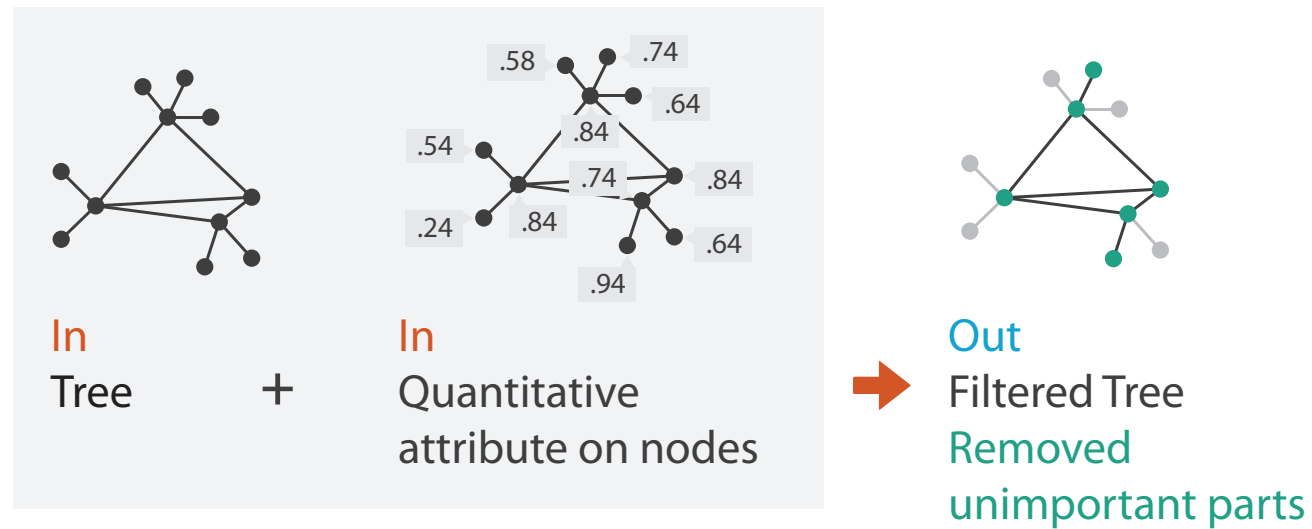 .58
.74
.64
.84
.54
.74
.84
.24
.84
.64
.94
In
Tree
+
In
Quantitative
attribute on nodes
Out
Filtered Tree
Removed
unimportant parts